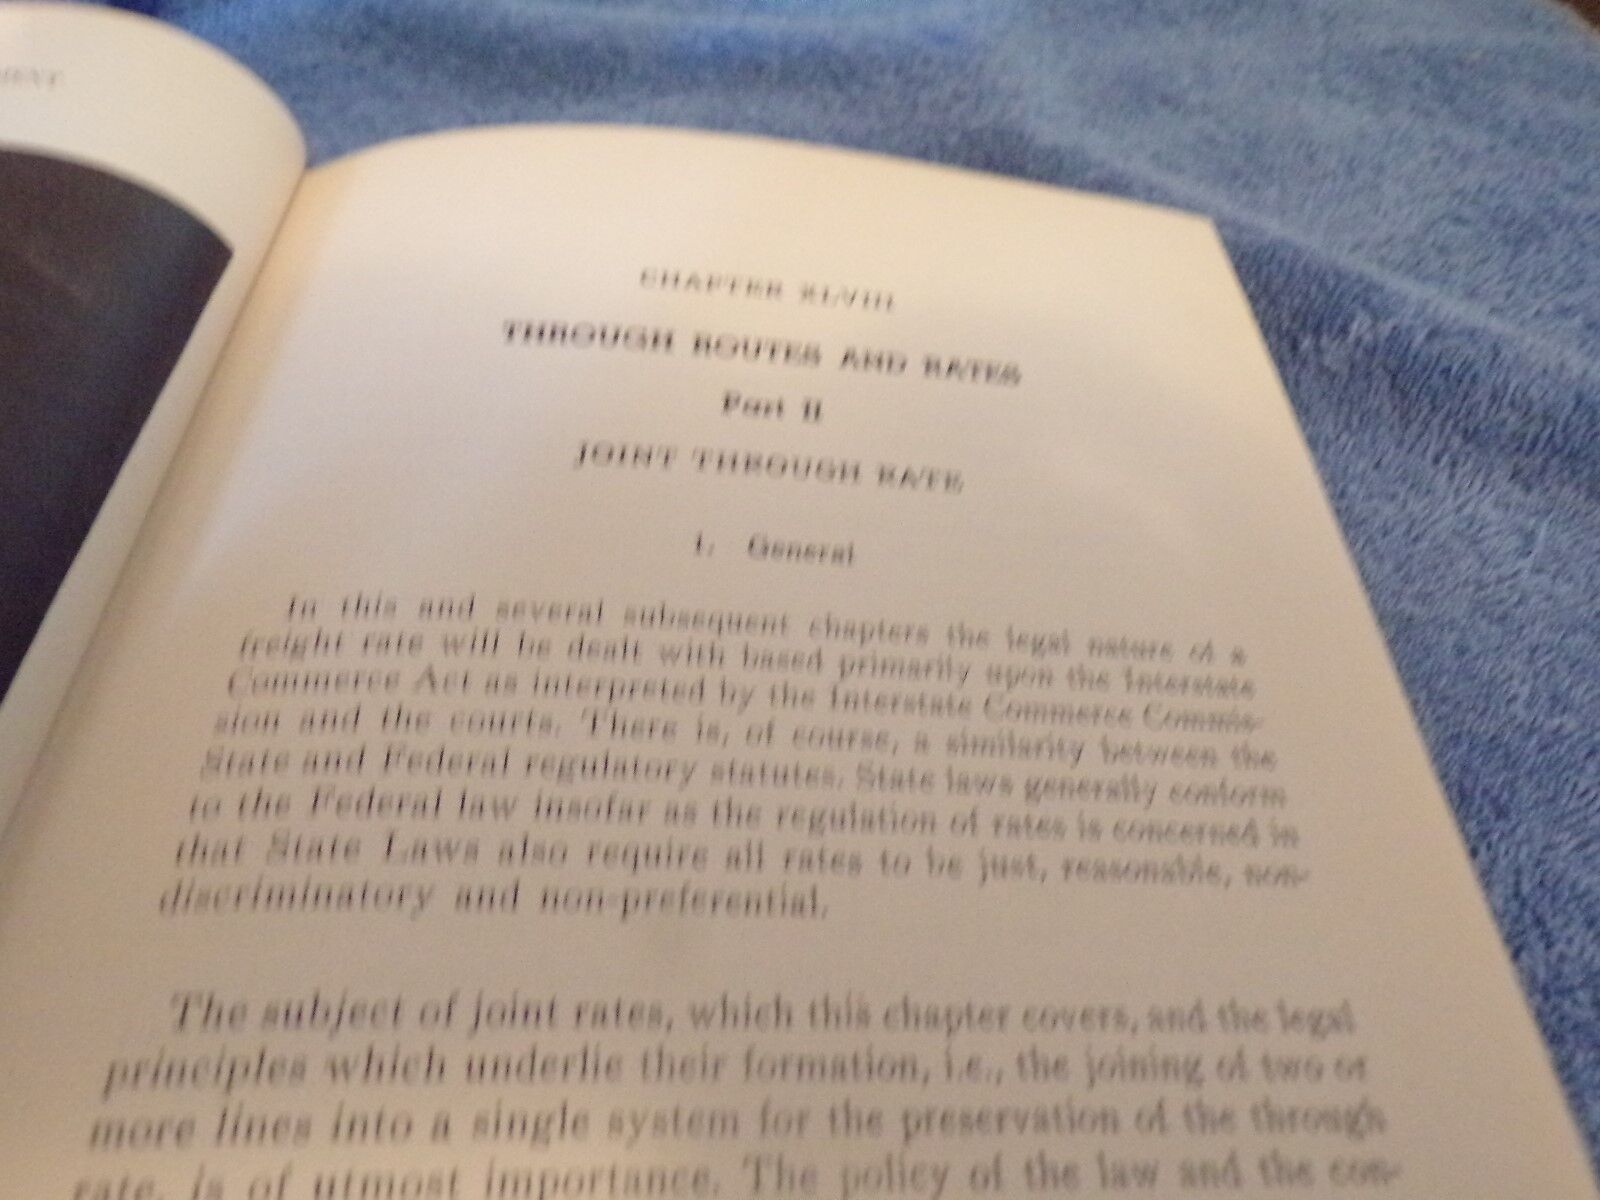 CHAPTER XLVIII
THROUGH ROUTES AND RATES
Part II
JOINT THROUGH RATE
1. General
In this and several subsequent chapters the legal nature of a
freight rate will be dealt with based primarily upon the Interstate
Commerce Act as interpreted by the Interstate Commerce Commis-
sion and the courts. There is, of course, a similarity between the
State and Federal regulatory statutes. State laws generally conform
to the Federal law insofar as the regulation of rates is concerned in
that State Laws also require all rates to be just, reasonable, non-
discriminatory and non-preferential.
The subject of joint rates, which this chapter covers, and the legal
principles which underlie their formation, i.e., the joining of two or
more lines into a single system for the preservation of the through
rate, is of utmost importance. The policy of the law and the con-